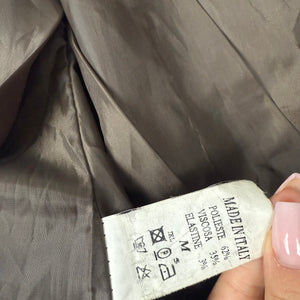 MADE IN ITALY
POLIESTE 62%
VISCOSA 35%
ELASTINE 3%
M